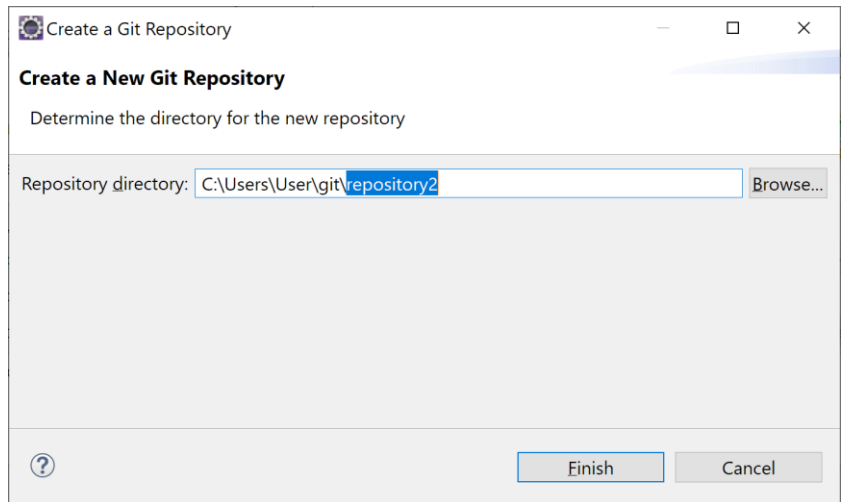 Create a Git Repository
Create a New Git Repository
Determine the directory for the new repository
Repository directory: C:\Users\User\git\repository2 Browse...
? Finish Cancel